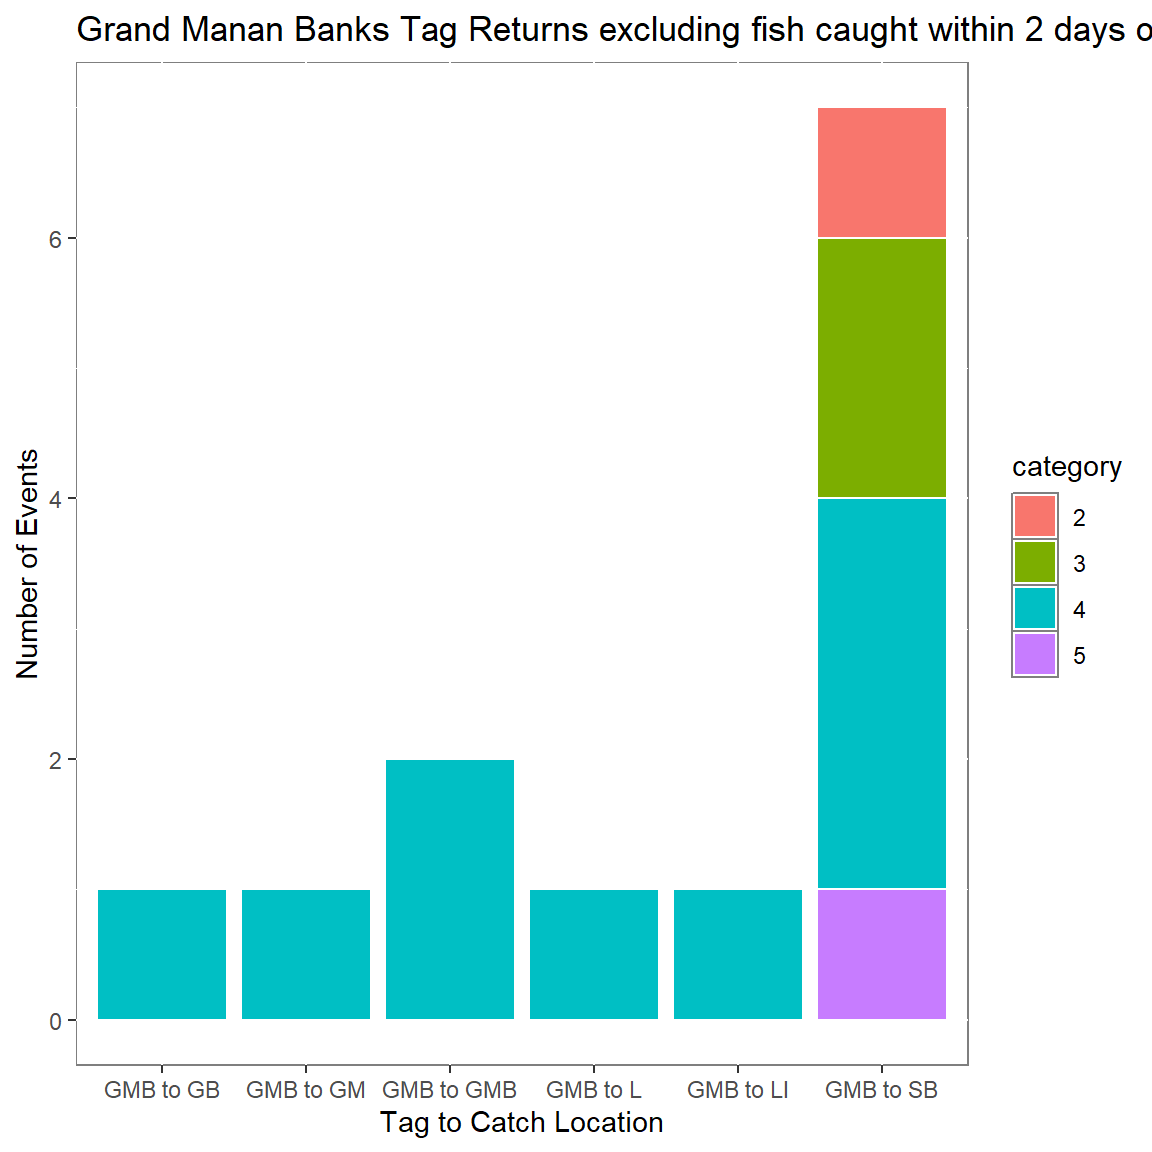 Grand Manan Banks Tag Returns excluding fish caught within 2 days o
6
4
2
0
Number of Events
GMB to GB
GMB to GM
GMB to GMB
GMB to L
GMB to LI
GMB to SB
Tag to Catch Location
category
2
3
4
5